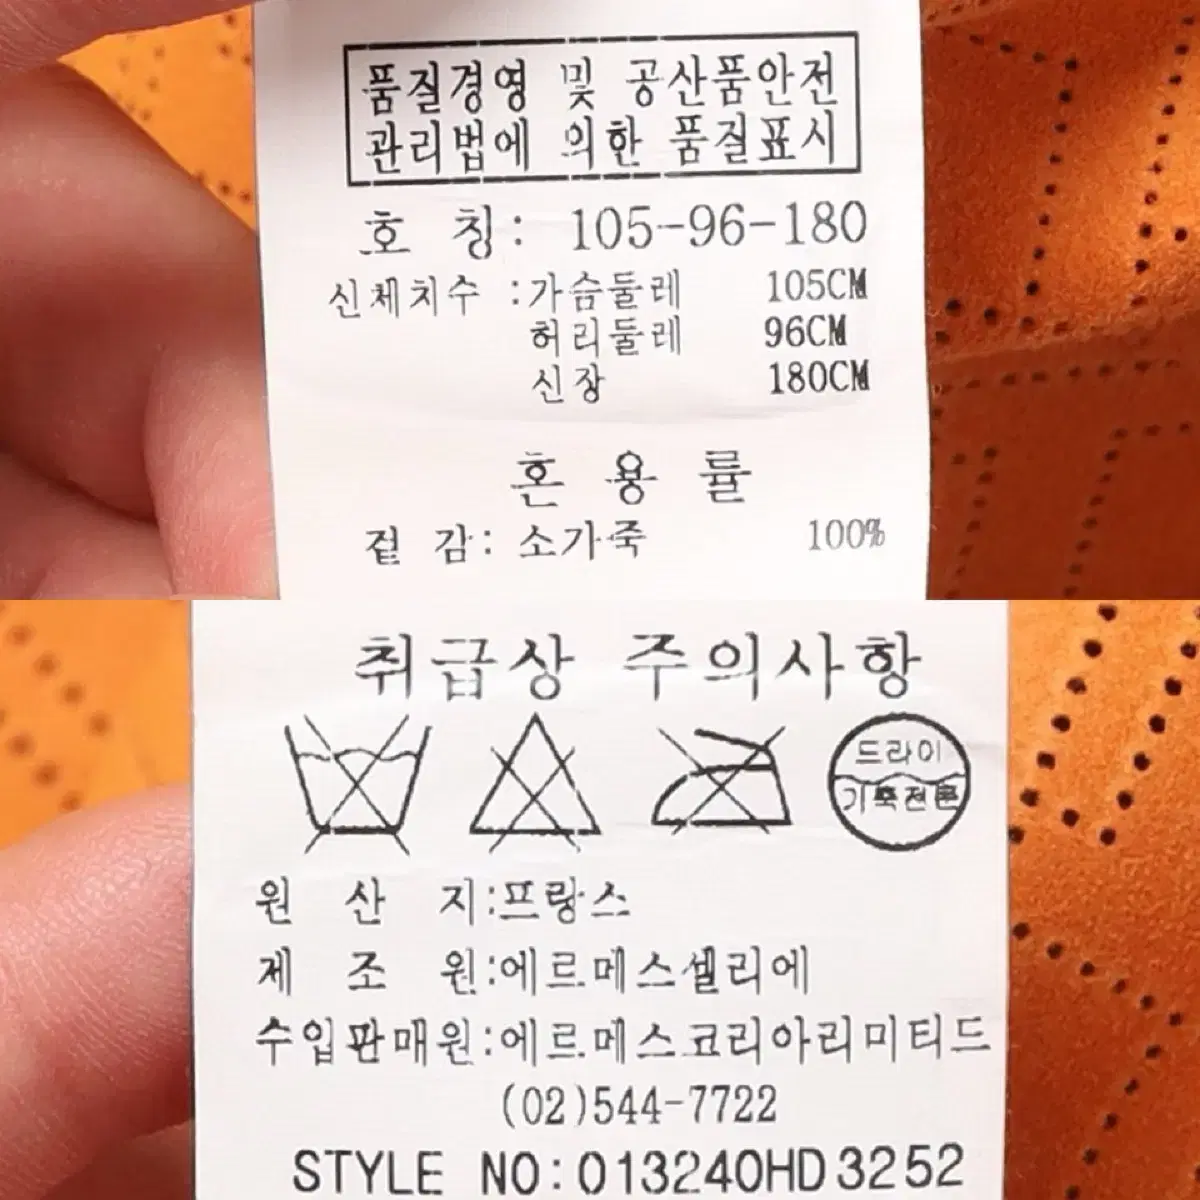 품질경영 및 공산품안전
관리법에 의한 품질표시
호 칭: 105-96-180
신체치수 :가슴둘레 105CM
허리둘레 96CM
신장 180CM
혼 용 률
겉 감: 소가죽 100%
취급상 주의사항
드라이
기죽전문
원 산 지:프랑스
제 조 원:에르메스셀리에
수입판매원:에르메스코리아리미티드
(02)544-7722
STYLE NO:013240HD3252